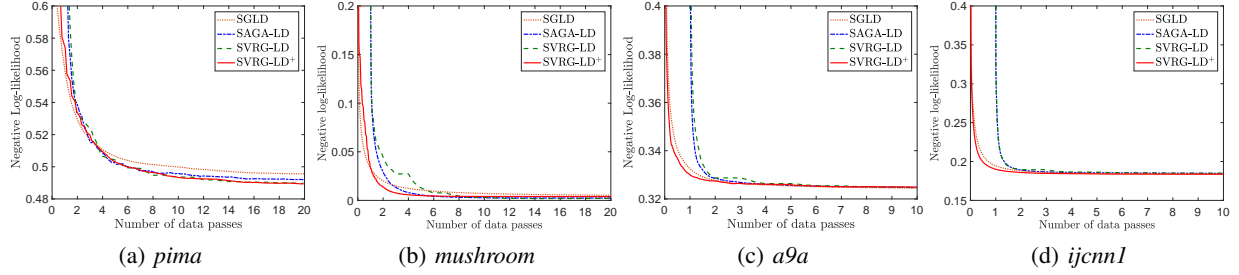 Negative Log-likelihood
0.6
0.58
0.56
0.54
0.52
0.5
0.48
0 2 4 6 8 10 12 14 16 18 20
Number of data passes
SGLD
SAGA-LD
SVRG-LD
SVRG-LD+
(a) pima
Negative log-likelihood
0.2
0.15
0.1
0.05
0
0 2 4 6 8 10 12 14 16 18 20
Number of data passes
SGLD
SAGA-LD
SVRG-LD
SVRG-LD+
(b) mushroom
Negative Log-likelihood
0.4
0.38
0.36
0.34
0.32
0 1 2 3 4 5 6 7 8 9 10
Number of data passes
SGLD
SAGA-LD
SVRG-LD
SVRG-LD+
(c) a9a
Negative log-likelihood
0.4
0.35
0.3
0.25
0.2
0.15
0 1 2 3 4 5 6 7 8 9 10
Number of data passes
SGLD
SAGA-LD
SVRG-LD
SVRG-LD+
(d) ijcnn1